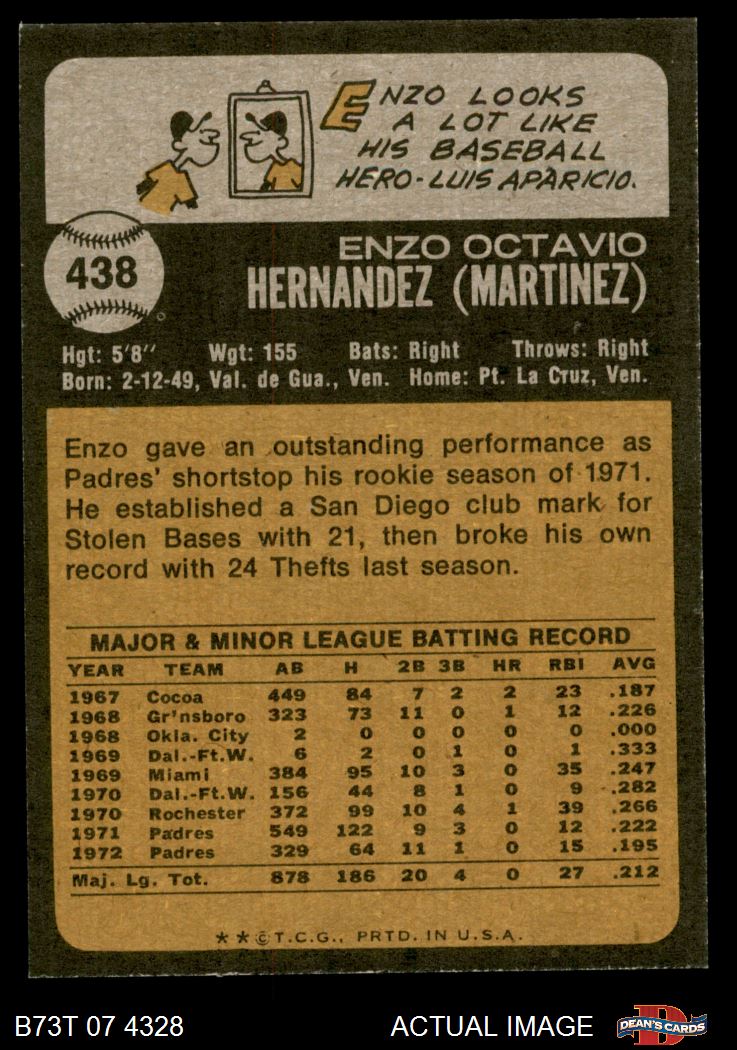 ENZO LOOKS
A LOT LIKE
HIS BASEBALL
HERO-LUIS APARICIO.
438
ENZO OCTAVIO
HERNANDEZ (MARTINEZ)
Hgt: 5'8" Wgt: 155 Bats: Right Throws: Right
Born: 2-12-49, Val. de Gua., Ven. Home: Pt. La Cruz, Ven.
Enzo gave an outstanding performance as
Padres' shortstop his rookie season of 1971.
He established a San Diego club mark for
Stolen Bases with 21, then broke his own
record with 24 Thefts last season.
MAJOR & MINOR LEAGUE BATTING RECORD
YEAR TEAM AB H 2B 3B HR RBI AVG
1967 Cocoa 449 84 7 2 2 23 .187
1968 Gr'nsboro 323 73 11 0 1 12 .226
1968 Okla. City 2 0 0 0 0 0 .000
1969 Dal.-Ft.W. 6 2 0 1 0 1 .333
1969 Miami 384 95 10 3 0 35 .247
1970 Dal.-Ft.W. 156 44 8 1 0 9 .282
1970 Rochester 372 99 10 4 1 39 .266
1971 Padres 549 122 9 3 0 12 .222
1972 Padres 329 64 11 1 0 15 .195
Maj. Lg. Tot. 878 186 20 4 0 27 .212
* * © T.C.G., PRTD. IN U.S.A.
B73T 07 4328 ACTUAL IMAGE D DEAN'S CARDS